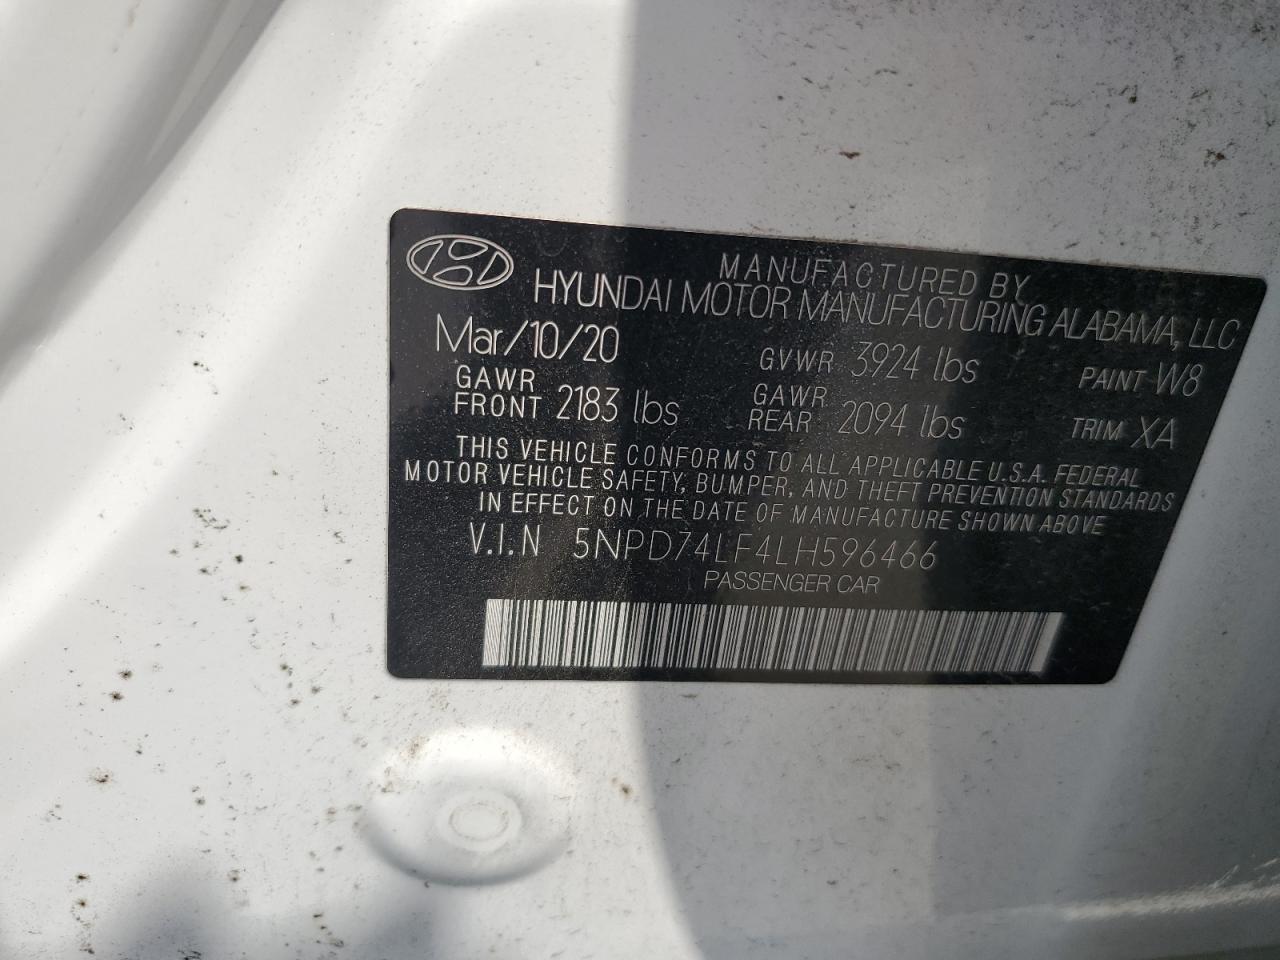 MANUFACTURED BY
HYUNDAI MOTOR MANUFACTURING ALABAMA, LLC
Mar/10/20 GVWR 3924 lbs PAINT W8
GAWR FRONT 2183 lbs GAWR REAR 2094 lbs TRIM XA
THIS VEHICLE CONFORMS TO ALL APPLICABLE U.S.A. FEDERAL
MOTOR VEHICLE SAFETY, BUMPER, AND THEFT PREVENTION STANDARDS
IN EFFECT ON THE DATE OF MANUFACTURE SHOWN ABOVE
V.I.N 5NPD74LF4LH596466
PASSENGER CAR